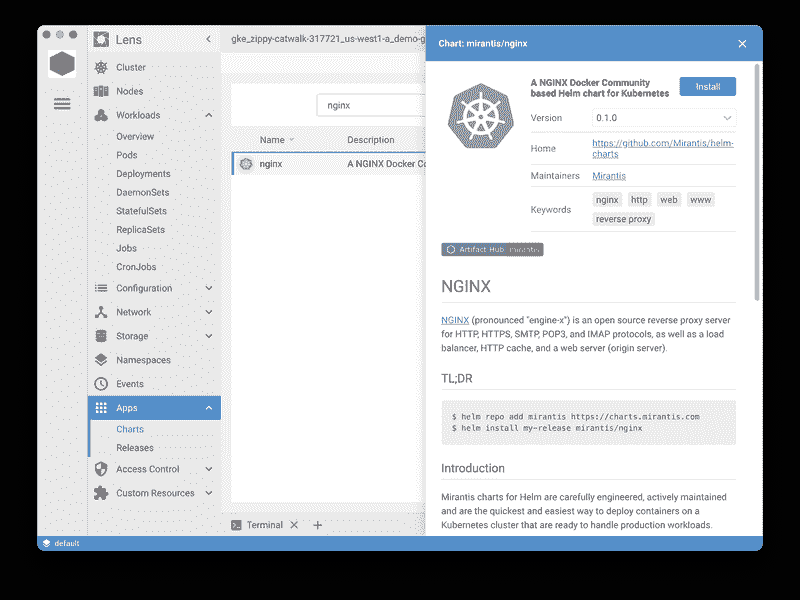 Lens
Cluster
Nodes
Workloads
Overview
Pods
Deployments
DaemonSets
StatefulSets
ReplicaSets
Jobs
CronJobs
Configuration
Network
Storage
Namespaces
Events
Apps
Charts
Releases
Access Control
Custom Resources
default
gke_zippy-catwalk-317721_us-west1-a_demo-g
nginx
Name Description
nginx A NGINX Docker Co
Terminal
Chart: mirantis/nginx
A NGINX Docker Community
based Helm chart for Kubernetes
Install
Version 0.1.0
Home https://github.com/Mirantis/helm-
charts
Maintainers Mirantis
Keywords nginx http web www
reverse proxy
Artifact Hub mirantis
NGINX
NGINX (pronounced "engine-x") is an open source reverse proxy server
for HTTP, HTTPS, SMTP, POP3, and IMAP protocols, as well as a load
balancer, HTTP cache, and a web server (origin server).
TL;DR
$ helm repo add mirantis https://charts.mirantis.com
$ helm install my-release mirantis/nginx
Introduction
Mirantis charts for Helm are carefully engineered, actively maintained
and are the quickest and easiest way to deploy containers on a
Kubernetes cluster that are ready to handle production workloads.